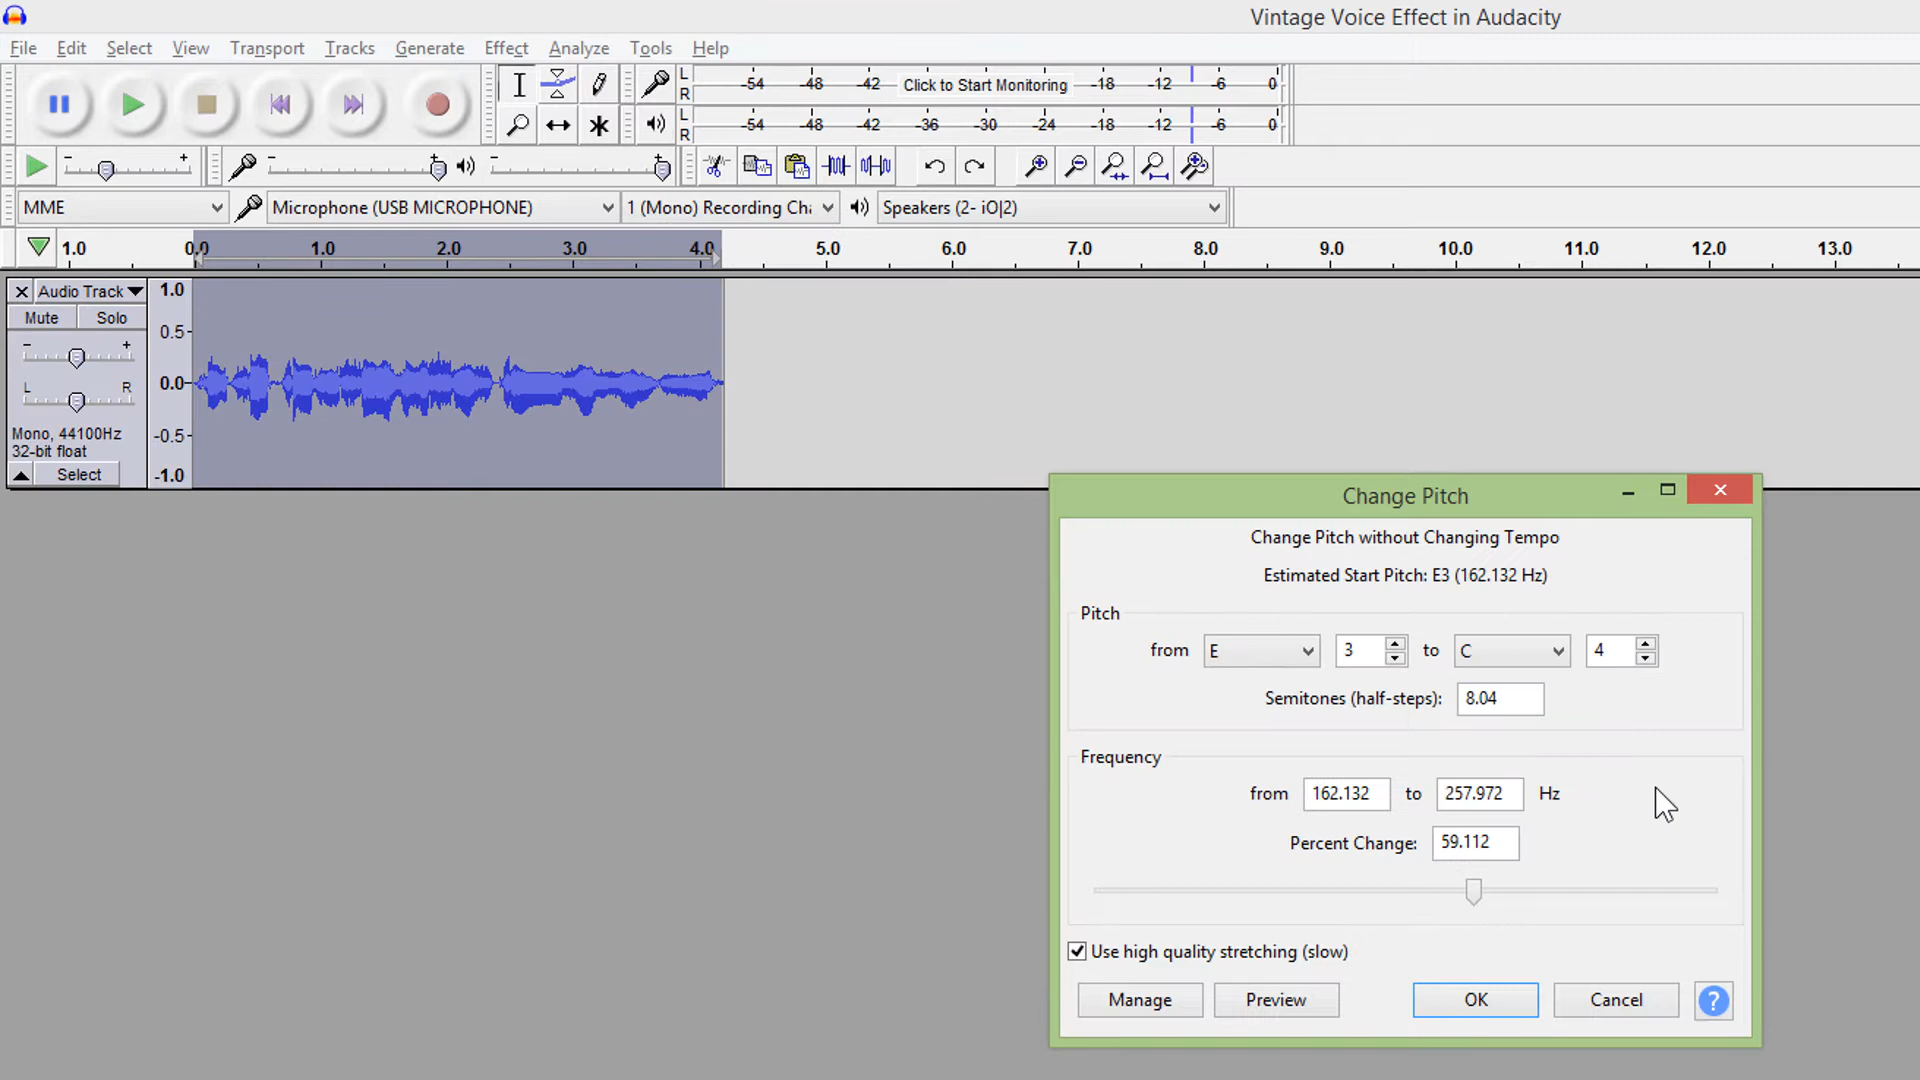 Vintage Voice Effect in Audacity
File Edit Select View Transport Tracks Generate Effect Analyze Tools Help
L R -54 -48 -42 Click to Start Monitoring -18 -12 -6 0
L R -54 -48 -42 -36 -30 -24 -18 -12 -6 0
- + - + - +
MME Microphone (USB MICROPHONE) 1 (Mono) Recording Cha Speakers (2- iO|2)
1.0 0.0 1.0 2.0 3.0 4.0 5.0 6.0 7.0 8.0 9.0 10.0 11.0 12.0 13.0
X Audio Track 1.0
Mute Solo
0.5-
- +
0.0-
L R
Mono, 44100Hz
32-bit float
-0.5-
Select -1.0
Change Pitch
Change Pitch without Changing Tempo
Estimated Start Pitch: E3 (162.132 Hz)
Pitch
from E 3 to C 4
Semitones (half-steps): 8.04
Frequency
from 162.132 to 257.972 Hz
Percent Change: 59.112
Use high quality stretching (slow)
Manage Preview OK Cancel ?